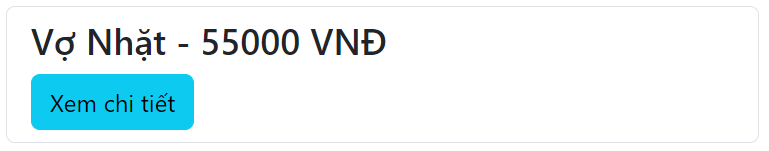 Vợ Nhặt - 55000 VNĐ
Xem chi tiết